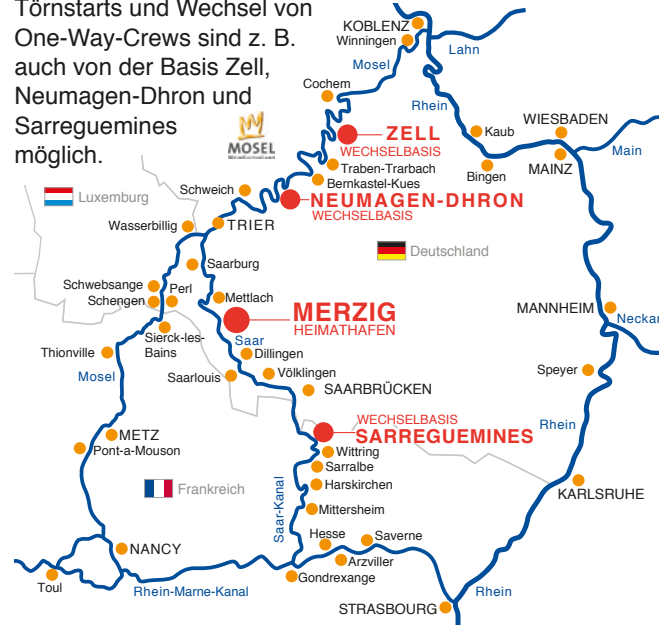 Törnstarts und Wechsel von
One-Way-Crews sind z. B.
auch von der Basis Zell,
Neumagen-Dhron und
Sarreguemines
möglich.
MOSEL
KOBLENZ
Winningen
Lahn
Mosel
Cochem
Rhein
ZELL
WECHSELBASIS
Kaub
WIESBADEN
Main
MAINZ
Bingen
Traben-Trarbach
Bernkastel-Kues
Schweich
NEUMAGEN-DHRON
WECHSELBASIS
Luxemburg
Wasserbillig
TRIER
Deutschland
Saarburg
Schwebsange
Perl
Schengen
Mettlach
MERZIG
HEIMATHAFEN
MANNHEIM
Neckar
Sierck-les-
Bains
Saar
Thionville
Dillingen
Mosel
Saarlouis
Völklingen
SAARBRÜCKEN
Speyer
WECHSELBASIS
SARREGUEMINES
Rhein
METZ
Pont-a-Mouson
Wittring
Sarralbe
Harskirchen
Frankreich
Saar-Kanal
KARLSRUHE
Mittersheim
Hesse
Saverne
NANCY
Arzviller
Gondrexange
Toul
Rhein-Marne-Kanal
Rhein
STRASBOURG